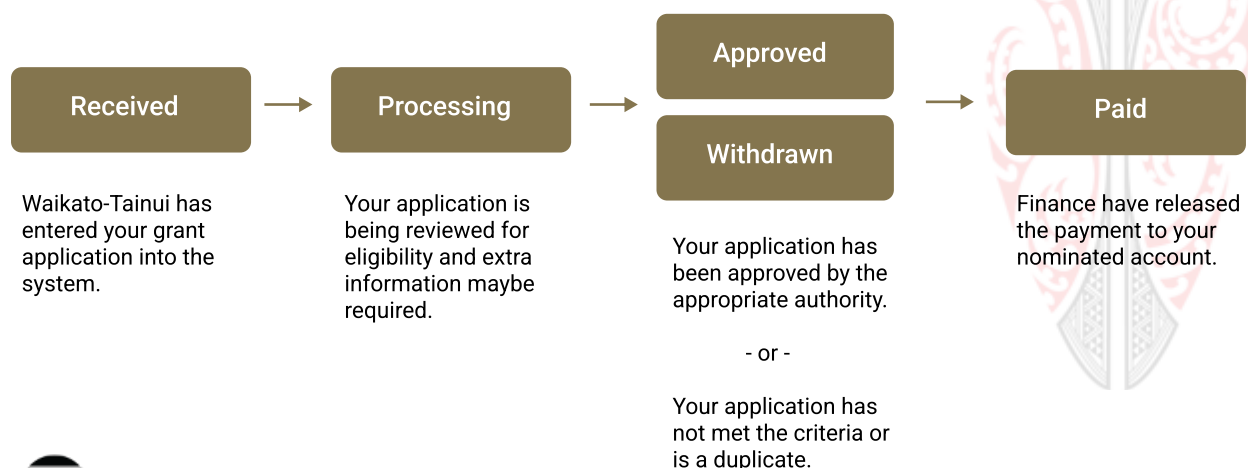 Received
Waikato-Tainui has
entered your grant
application into the
system.
Processing
Your application is
being reviewed for
eligibility and extra
information maybe
required.
Approved
Withdrawn
Your application has
been approved by the
appropriate authority.
- or -
Your application has
not met the criteria or
is a duplicate.
Paid
Finance have released
the payment to your
nominated account.